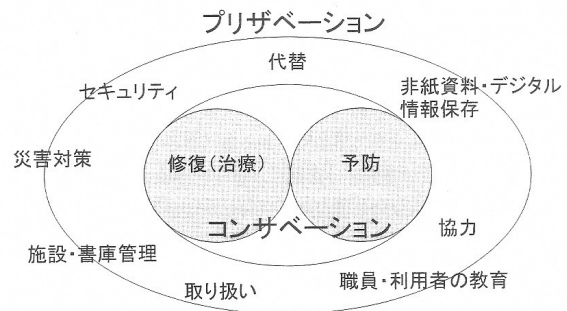 プリザベーション
代替
セキュリティ
非紙資料・デジタル
情報保存
災害対策
修復(治療)
予防
コンサベーション
協力
施設・書庫管理
職員・利用者の教育
取り扱い